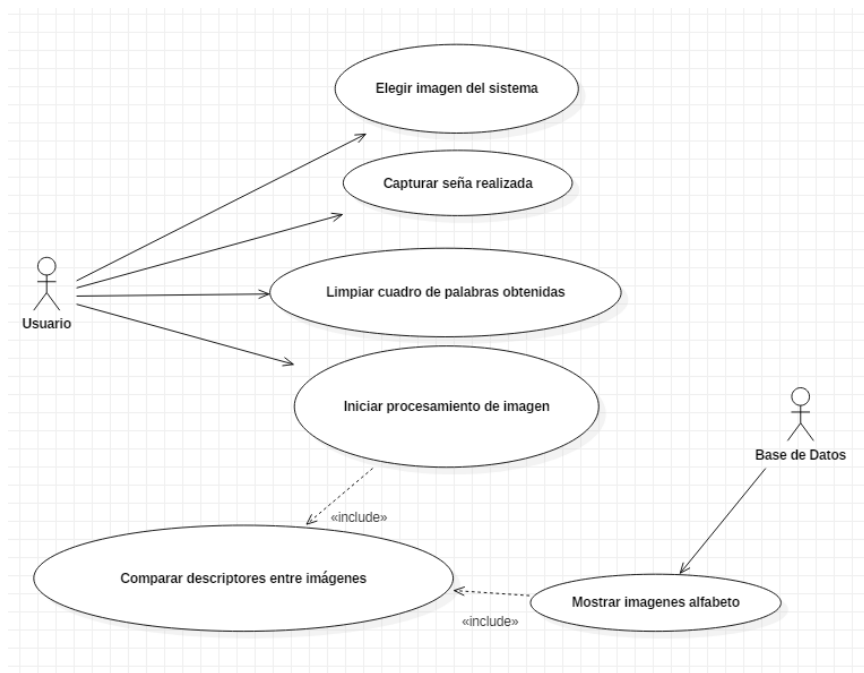 Elegir imagen del sistema
Capturar seña realizada
Limpiar cuadro de palabras obtenidas
Usuario
Iniciar procesamiento de imagen
Base de Datos
«include»
Comparar descriptores entre imágenes
Mostrar imagenes alfabeto
«include»